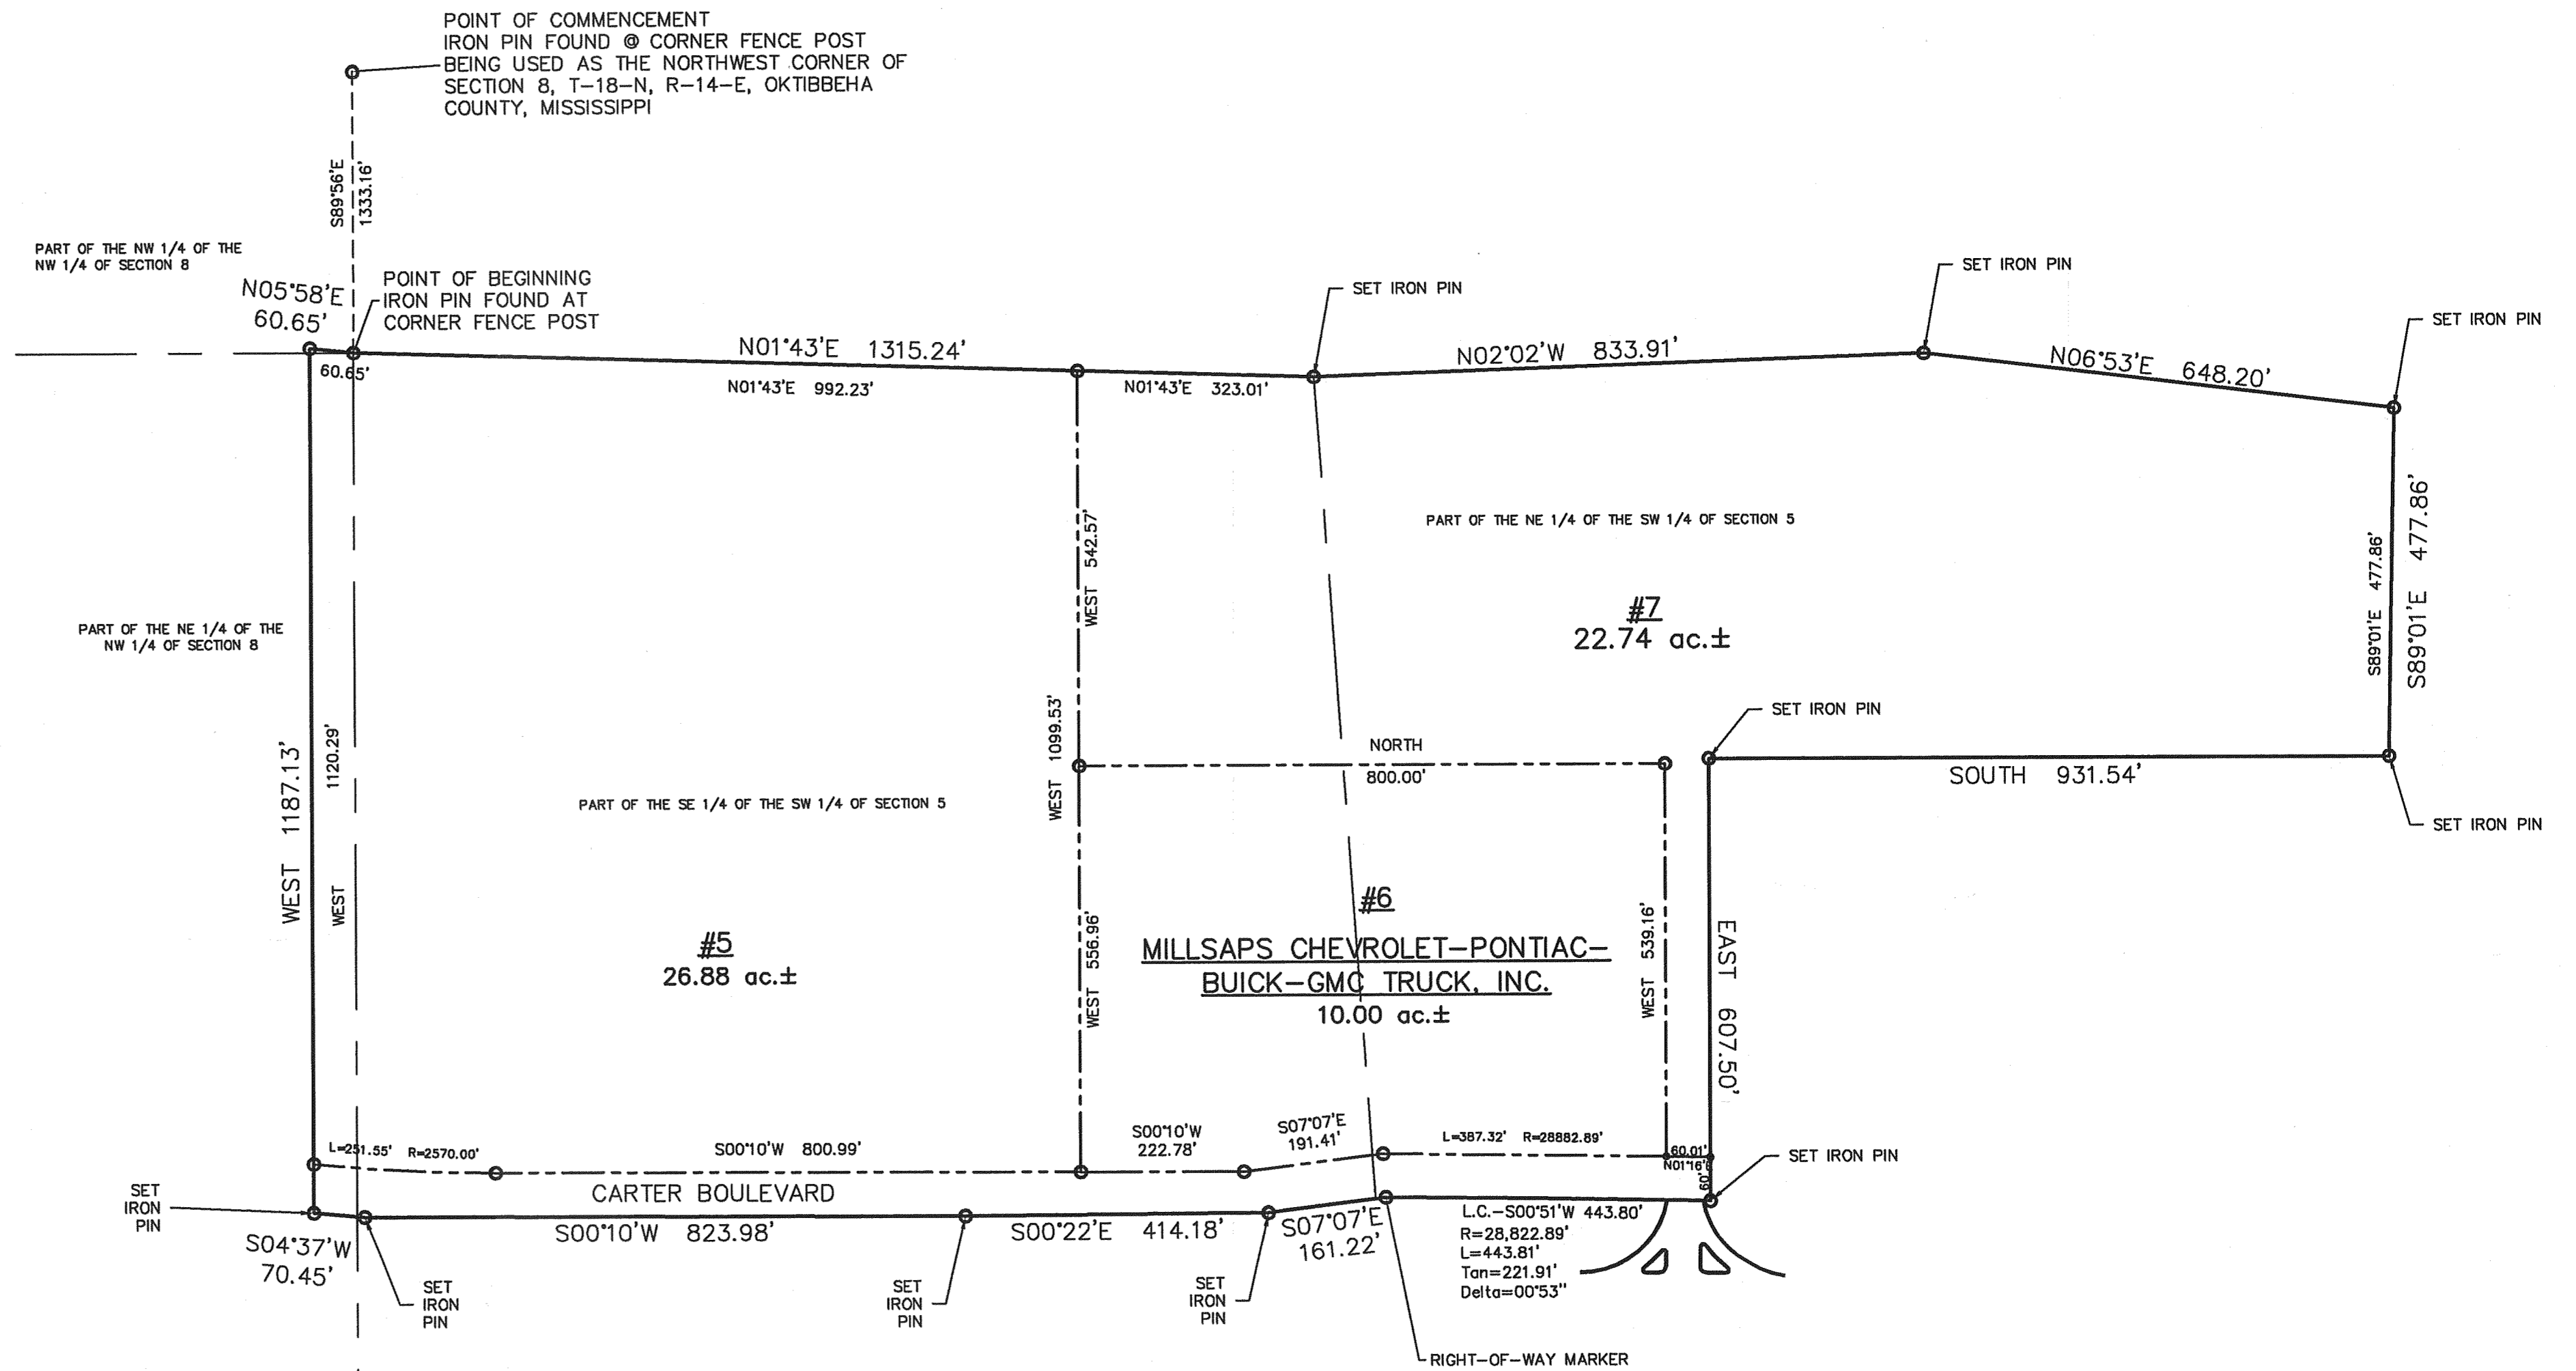 POINT OF COMMENCEMENT
IRON PIN FOUND @ CORNER FENCE POST
BEING USED AS THE NORTHWEST CORNER OF
SECTION 8, T-18-N, R-14-E, OKTIBBEHA
COUNTY, MISSISSIPPI
S89°56'E
1333.16'
PART OF THE NW 1/4 OF THE
NW 1/4 OF SECTION 8
N05°58'E
60.65'
POINT OF BEGINNING
IRON PIN FOUND AT
CORNER FENCE POST
60.65'
N01°43'E 1315.24'
N01°43'E 992.23'
N01°43'E 323.01'
SET IRON PIN
N02°02'W 833.91'
SET IRON PIN
N06°53'E 648.20'
SET IRON PIN
PART OF THE NE 1/4 OF THE SW 1/4 OF SECTION 5
#7
22.74 ac.±
S89°01'E 477.86'
S89°01'E 477.86'
WEST 542.57'
PART OF THE NE 1/4 OF THE
NW 1/4 OF SECTION 8
WEST 1187.13'
1120.29'
WEST
WEST 1099.53'
NORTH
800.00'
SET IRON PIN
SOUTH 931.54'
SET IRON PIN
PART OF THE SE 1/4 OF THE SW 1/4 OF SECTION 5
#5
26.88 ac.±
WEST 556.96'
#6
MILLSAPS CHEVROLET-PONTIAC-
BUICK-GMC TRUCK, INC.
10.00 ac.±
WEST 539.16'
EAST 607.50'
L=251.55' R=2570.00'
S00°10'W 800.99'
S00°10'W
222.78'
S07°07'E
191.41'
L=387.32' R=28882.89'
60.01'
N01°16'E
60'
SET IRON PIN
CARTER BOULEVARD
SET
IRON
PIN
S04°37'W
70.45'
SET
IRON
PIN
S00°10'W 823.98'
SET
IRON
PIN
S00°22'E 414.18'
SET
IRON
PIN
S07°07'E
161.22'
L.C.-S00°51'W 443.80'
R=28,822.89'
L=443.81'
Tan=221.91'
Delta=00°53"
RIGHT-OF-WAY MARKER